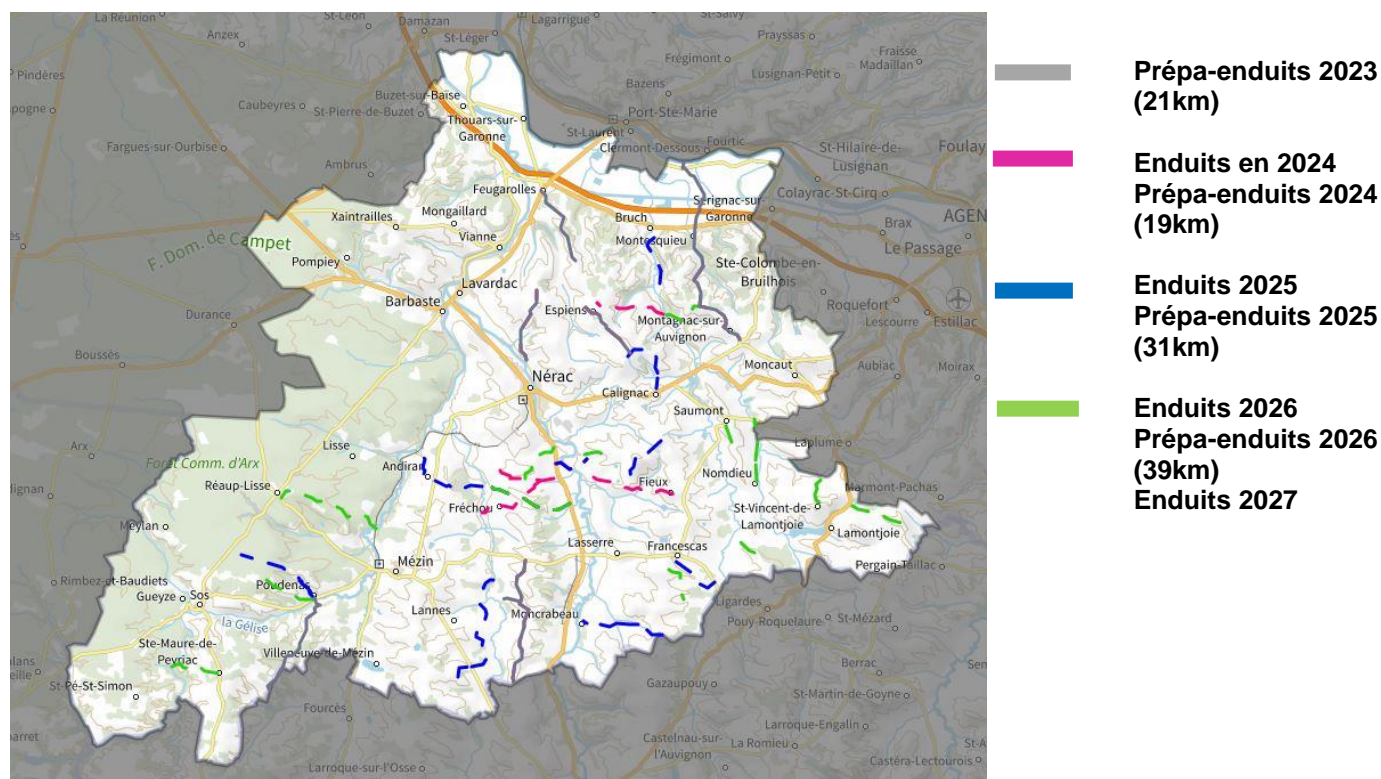 La Réunion
St-Léon
Damazan
Lagarrigue
St-Salvy
Anzex
St-Léger
Prayssas
Frégimont
Fraisse
Madaillan
Pindères
Lusignan-Petit
Bazens
Buzet-sur-Baïse
Caubeyres
St-Pierre-de-Buzet
Port-Ste-Marie
Thouars-sur-
Garonne
St-Laurent
Clermont-Dessous
Fourtic
St-Hilaire-de-
Lusignan
Foulay
Fargues-sur-Ourbise
Ambrus
Feugarolles
Colayrac-St-Cirq
Sérignac-sur-
Garonne
Xaintrailles
Mongaillard
Bruch
Brax
AGEN
Vianne
Montesquieu
Le Passage
F. Dom. de Campet
Pompiey
Ste-Colombe-en-
Bruilhois
Lavardac
Barbaste
Roquefort
Durance
Espiens
Montagnac-sur-
Auvignon
Lescourre
Estillac
Boussès
Moncaut
Aubiac
Moirax
Nérac
Calignac
Saumont
Arx
Lisse
Laplume
Forêt Comm. d'Arx
Andiran
Nomdieu
Réaup-Lisse
Fieux
Marmont-Pachas
Fréchou
St-Vincent-de-
Lamontjoie
Meylan
Lamontjoie
Lasserre
Francescas
Mézin
Pergain-Taillac
Rimbez-et-Baudiets
Poudenas
Gueyze
Sos
Ligardes
la Gélise
Lannes
Moncrabeau
Pouy-Roquelaure
St-Mézard
Ste-Maure-de-
Peyriac
Villeneuve-de-Mézin
Berrac
St-Pé-St-Simon
Gazaupouy
St-Martin-de-Goyne
Fourcès
Larroque-Engalin
Castelnau-sur-
l'Auvignon
La Romieu
Larroque-sur-l'Osse
Castéra-Lectourois
Prépa-enduits 2023
(21km)
Enduits en 2024
Prépa-enduits 2024
(19km)
Enduits 2025
Prépa-enduits 2025
(31km)
Enduits 2026
Prépa-enduits 2026
(39km)
Enduits 2027